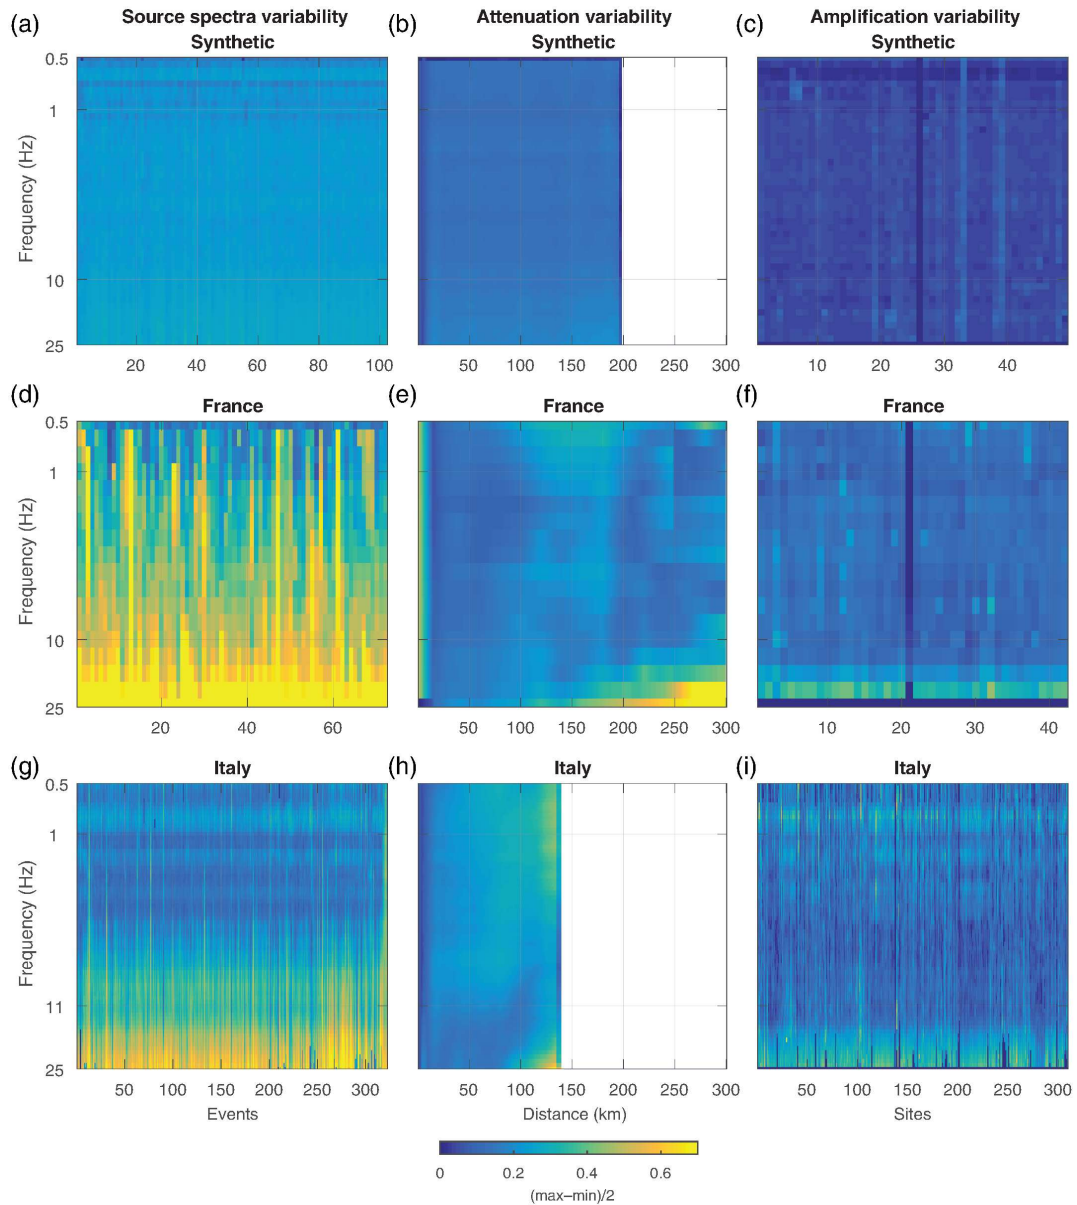 (a) Source spectra variability (b) Attenuation variability (c) Amplification variability
Synthetic Synthetic Synthetic
0.5
1
10
25
Frequency (Hz)
20 40 60 80 100
0 50 100 150 200 250 300
10 20 30 40
(d) France (e) France (f) France
0.5
1
10
25
Frequency (Hz)
20 40 60
0 50 100 150 200 250 300
10 20 30 40
(g) Italy (h) Italy (i) Italy
0.5
1
11
25
Frequency (Hz)
50 100 150 200 250 300
0 50 100 150 200 250 300
50 100 150 200 250 300
Events Distance (km) Sites
0 0.2 0.4 0.6
(max–min)/2